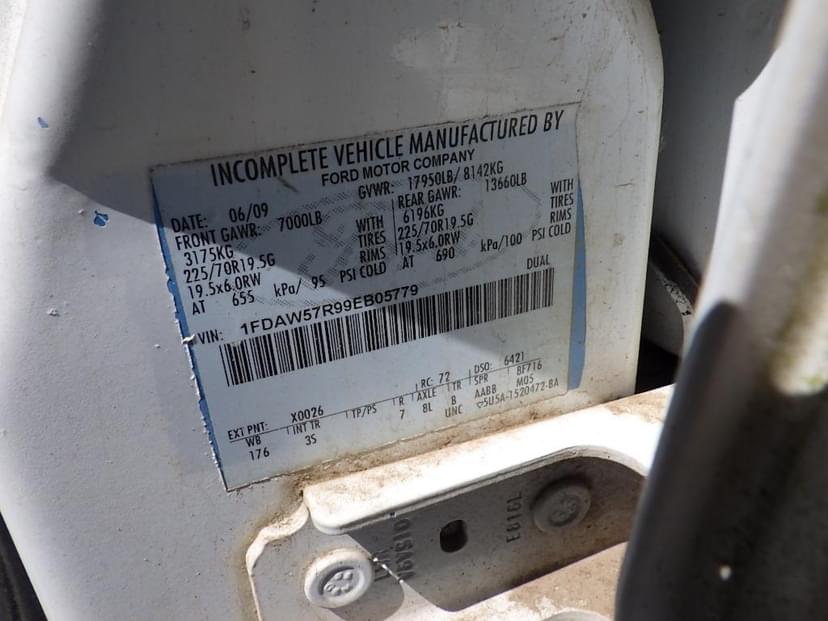 INCOMPLETE VEHICLE MANUFACTURED BY
FORD MOTOR COMPANY
DATE: 06/09 GVWR: 17950LB/ 8142KG
FRONT GAWR: 7000LB REAR GAWR: 13660LB
3175KG WITH 6196KG WITH
225/70R19.5G TIRES 225/70R19.5G TIRES
19.5x6.0RW RIMS 19.5x6.0RW RIMS
AT 655 kPa/ 95 PSI COLD AT 690 kPa/100 PSI COLD
DUAL
VIN: 1FDAW57R99EB05779
EXT PNT: X0026 RC: 72 DSO: 6421
WB INT TR TP/PS R AXLE TR SPR BF716
176 3S 7 8L B AABB M05
UNC 5U5A-1520472-BA